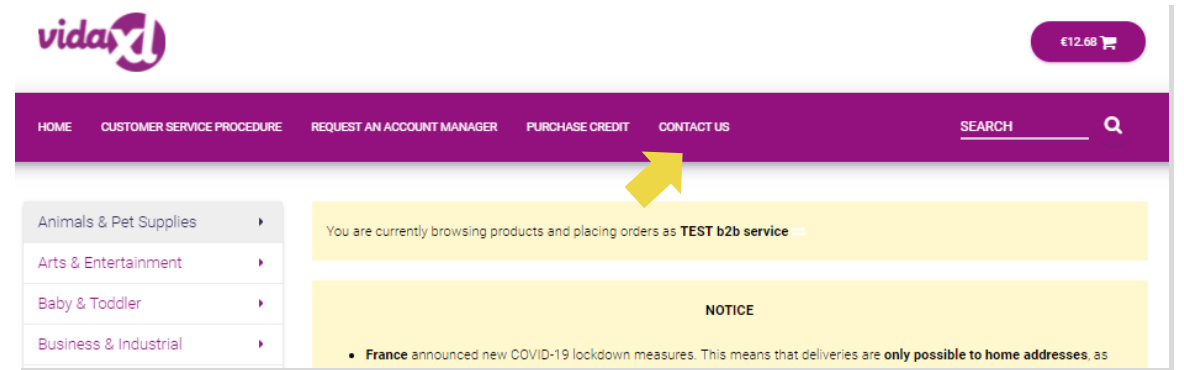 vidaXL
€12.68
HOME CUSTOMER SERVICE PROCEDURE REQUEST AN ACCOUNT MANAGER PURCHASE CREDIT CONTACT US SEARCH
Animals & Pet Supplies
Arts & Entertainment
Baby & Toddler
Business & Industrial
You are currently browsing products and placing orders as TEST b2b service
NOTICE
• France announced new COVID-19 lockdown measures. This means that deliveries are only possible to home addresses, as